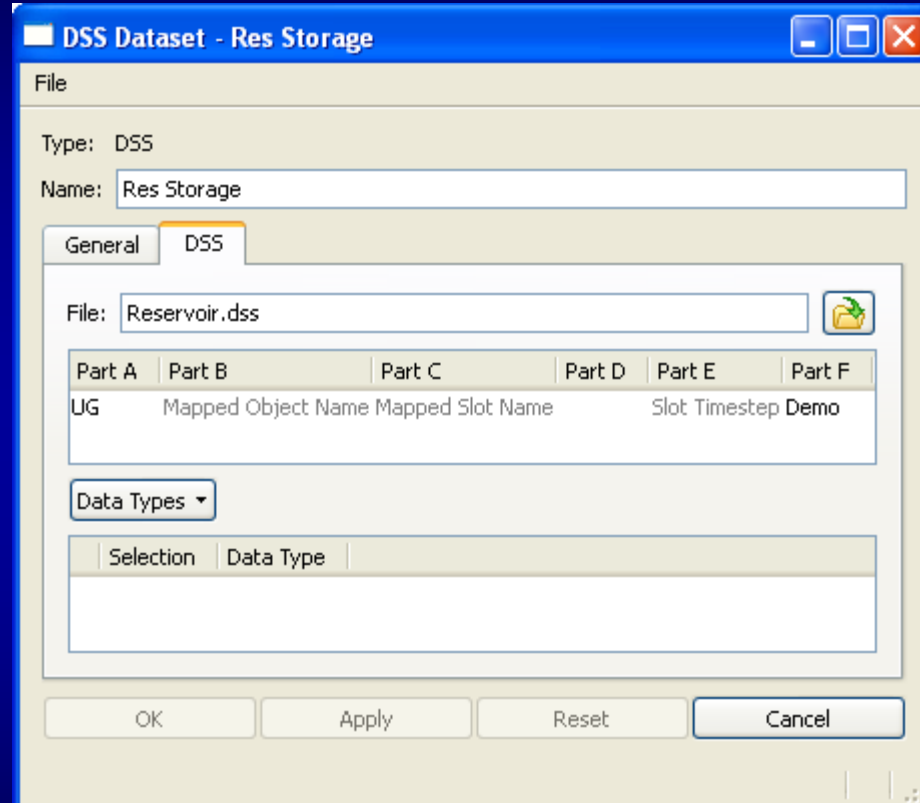 DSS Dataset - Res Storage
File
Type: DSS
Name: Res Storage
General DSS
File: Reservoir.dss
Part A Part B Part C Part D Part E Part F
UG Mapped Object Name Mapped Slot Name Slot Timestep Demo
Data Types
Selection Data Type
OK Apply Reset Cancel